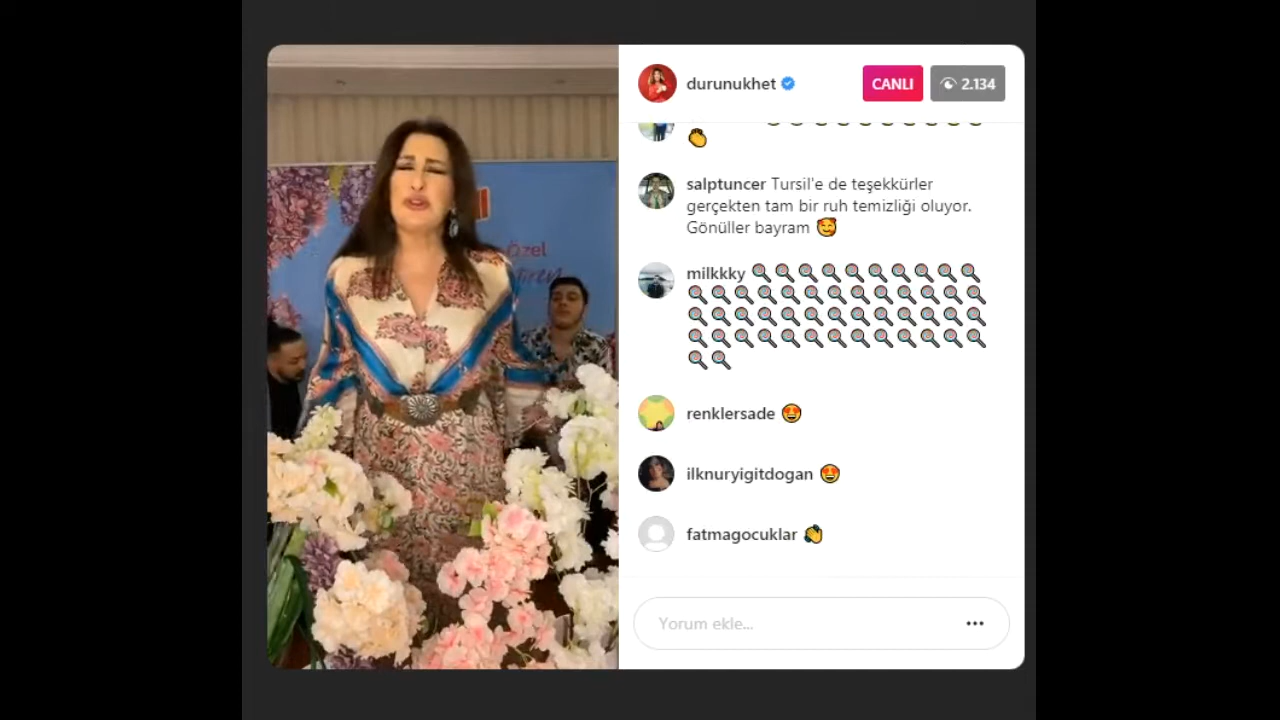 durunukhet
CANLI
2.134
salptuncer Tursil'e de teşekkürler
gerçekten tam bir ruh temizliği oluyor.
Gönüller bayram
milkkky
renklersade
ilknuryigitdogan
fatmagocuklar
Yorum ekle...
Özel